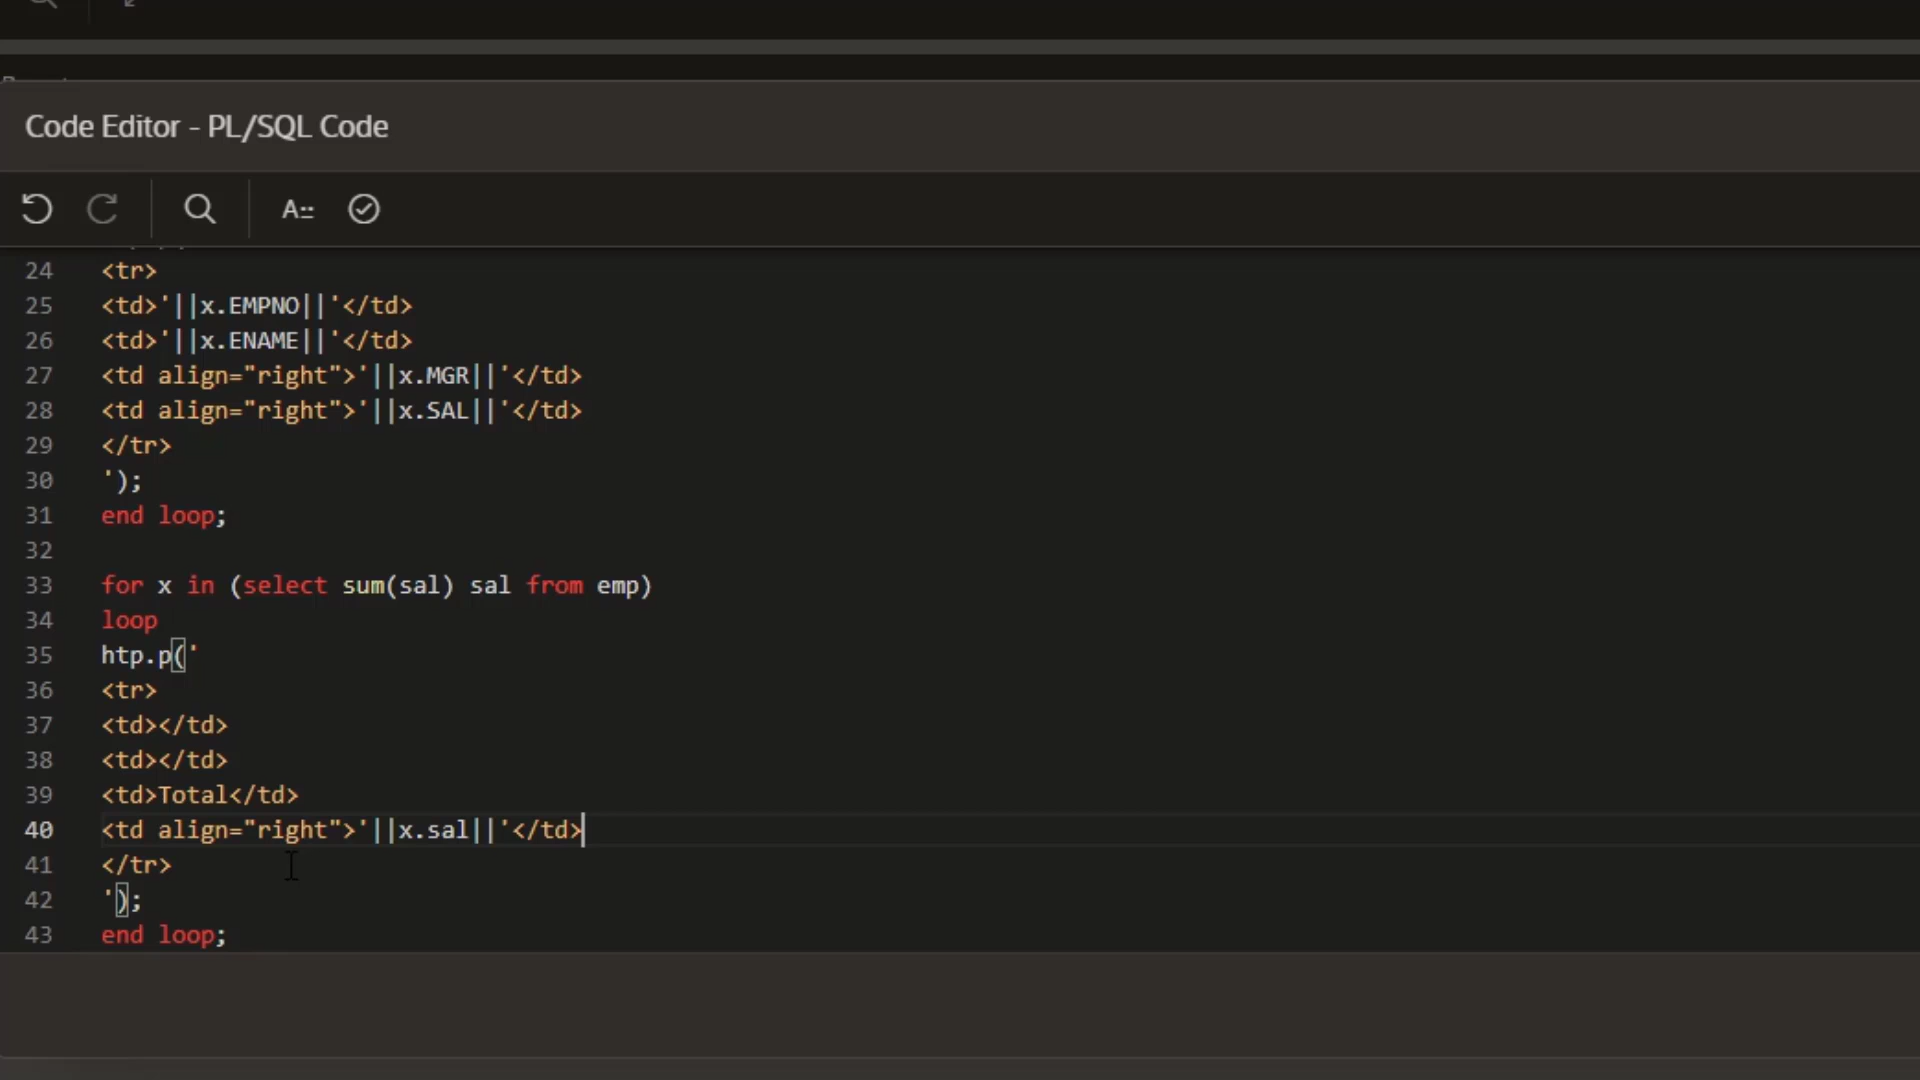 Code Editor - PL/SQL Code
A
24 <tr>
25 <td>'||x.EMPNO||'</td>
26 <td>'||x.ENAME||'</td>
27 <td align="right">'||x.MGR||'</td>
28 <td align="right">'||x.SAL||'</td>
29 </tr>
30 ');
31 end loop;
32
33 for x in (select sum(sal) sal from emp)
34 loop
35 htp.p('
36 <tr>
37 <td></td>
38 <td></td>
39 <td>Total</td>
40 <td align="right">'||x.sal||'</td>
41 </tr>
42 ');
43 end loop;